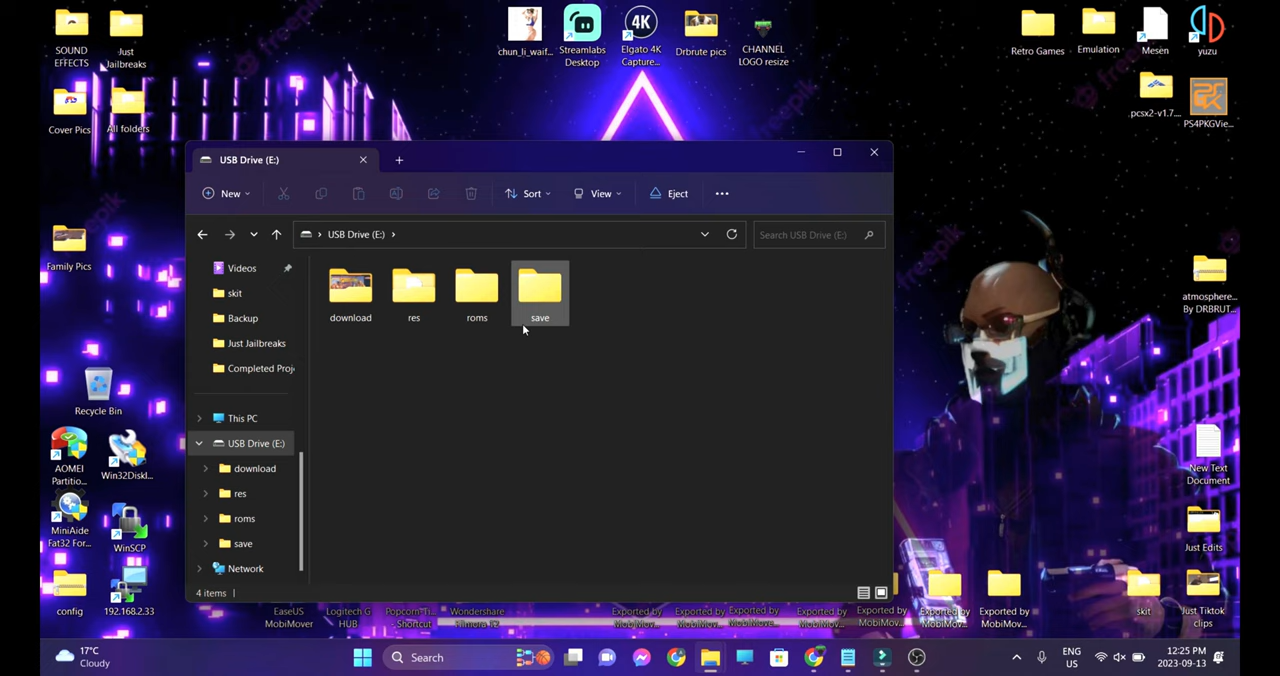 SOUND
EFFECTS
Just
Jailbreaks
chun_li_waif...
Streamlabs
Desktop
4K
Elgato 4K
Capture...
Drbrute pics
CHANNEL
LOGO resize
Retro Games
Emulation
Mesen
yuzu
Cover Pics
All folders
pcsx2-v1.7....
PS4PKGVie...
freepik
USB Drive (E:)
New
Sort
View
Eject
USB Drive (E:)
Search USB Drive (E:)
Videos
skit
Backup
Just Jailbreaks
Completed Proj
This PC
USB Drive (E:)
download
res
roms
save
Network
download
res
roms
save
4 items
Family Pics
Recycle Bin
AOMEI
Partitio...
Win32DiskI...
MiniAide
Fat32 For...
WinSCP
config
192.168.2.33
atmosphere...
By DRBRUT...
New Text
Document
Just Edits
skit
Just Tiktok
clips
EaseUS
MobiMover
Logitech G
HUB
Popcorn-Ti...
- Shortcut
Wondershare
Exported by
MobiMov...
Exported by
MobiMov...
Exported by
MobiMove...
Exported by
MobiMov...
Exported by
MobiMov...
Exported by
MobiMov...
Exported by
MobiMov...
17°C
Cloudy
Search
ENG
US
12:25 PM
2023-09-13